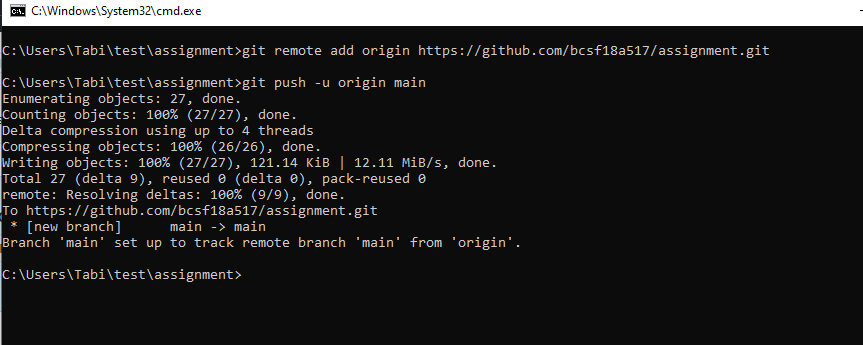 C:\Windows\System32\cmd.exe
C:\Users\Tabi\test\assignment>git remote add origin https://github.com/bcsf18a517/assignment.git
C:\Users\Tabi\test\assignment>git push -u origin main
Enumerating objects: 27, done.
Counting objects: 100% (27/27), done.
Delta compression using up to 4 threads
Compressing objects: 100% (26/26), done.
Writing objects: 100% (27/27), 121.14 KiB | 12.11 MiB/s, done.
Total 27 (delta 9), reused 0 (delta 0), pack-reused 0
remote: Resolving deltas: 100% (9/9), done.
To https://github.com/bcsf18a517/assignment.git
 * [new branch]      main -> main
Branch 'main' set up to track remote branch 'main' from 'origin'.
C:\Users\Tabi\test\assignment>